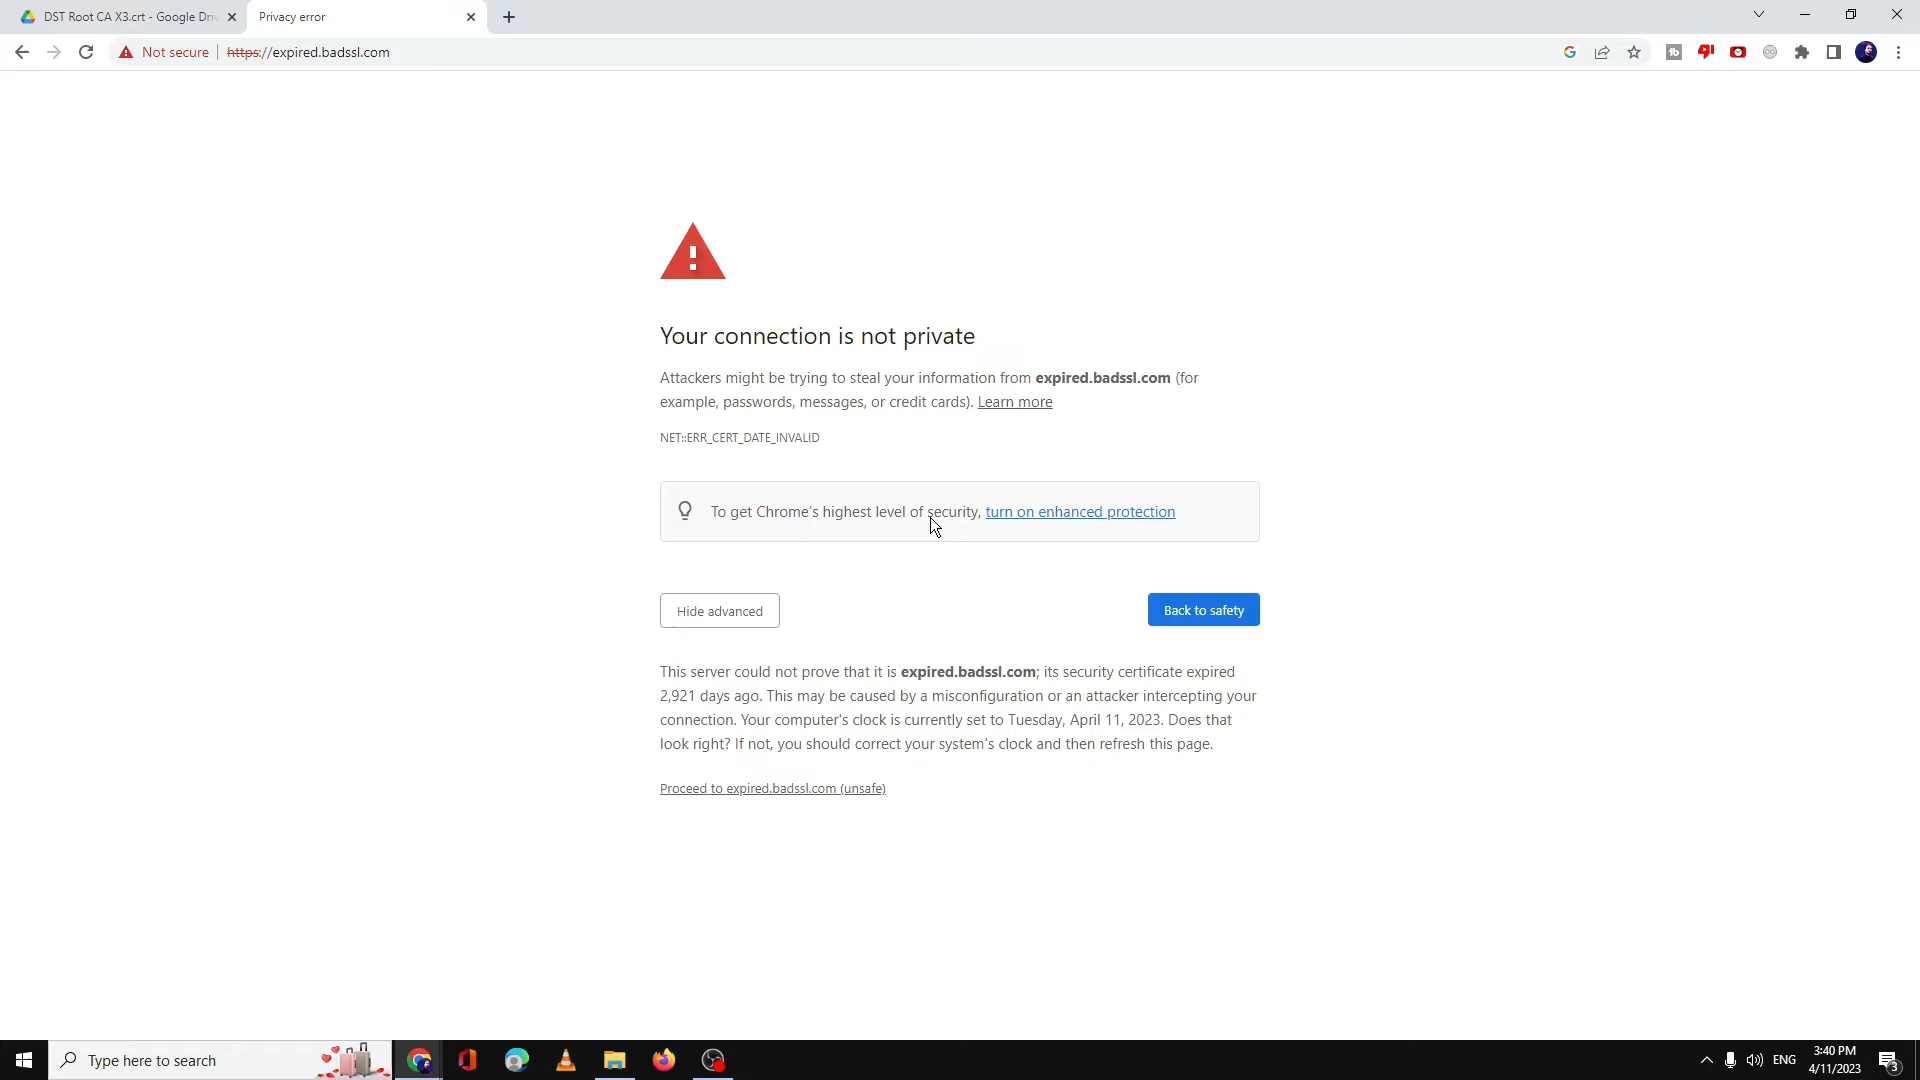 DST Root CA X3.crt - Google Dri
Privacy error
Not secure
https://expired.badssl.com
Your connection is not private
Attackers might be trying to steal your information from expired.badssl.com (for
example, passwords, messages, or credit cards). Learn more
NET::ERR_CERT_DATE_INVALID
To get Chrome's highest level of security, turn on enhanced protection
Hide advanced
Back to safety
This server could not prove that it is expired.badssl.com; its security certificate expired
2,921 days ago. This may be caused by a misconfiguration or an attacker intercepting your
connection. Your computer's clock is currently set to Tuesday, April 11, 2023. Does that
look right? If not, you should correct your system's clock and then refresh this page.
Proceed to expired.badssl.com (unsafe)
Type here to search
ENG
3:40 PM
4/11/2023
3